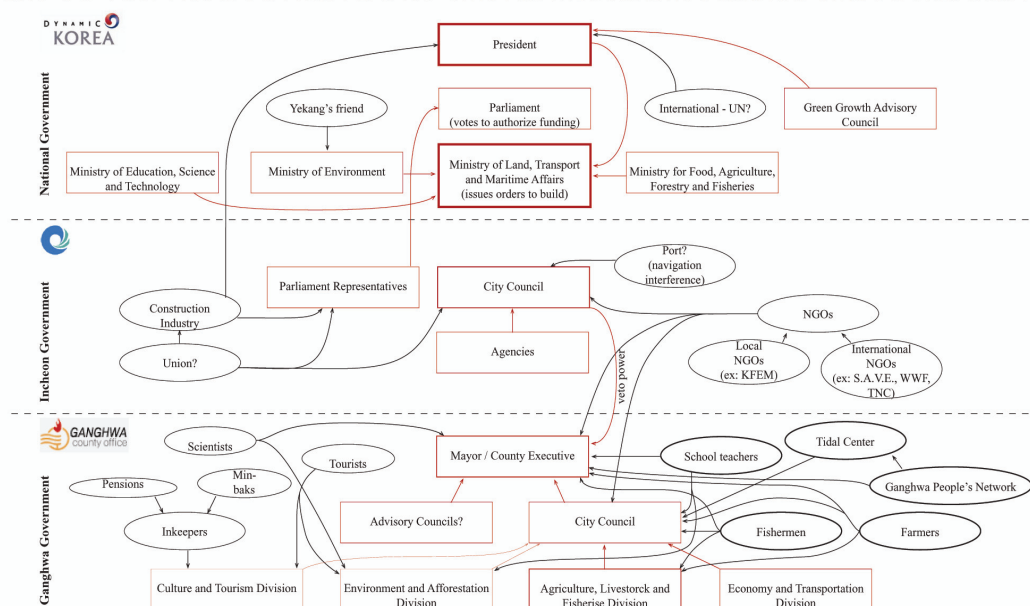 DYNAMIC
KOREA
National Government
President
Yekang's friend
Parliament
(votes to authorize funding)
International - UN?
Green Growth Advisory
Council
Ministry of Education, Science
and Technology
Ministry of Environment
Ministry of Land, Transport
and Maritime Affairs
(issues orders to build)
Ministry for Food, Agriculture,
Forestry and Fisheries
Incheon Government
Port?
(navigation
interference)
Parliament Representatives
City Council
Construction
Industry
NGOs
Union?
Agencies
Local
NGOs
(ex: KFEM)
International
NGOs
(ex: S.A.V.E., WWF,
TNC)
veto power
GANGHWA
county office
Ganghwa Government
Scientists
Tourists
Mayor / County Executive
School teachers
Tidal Center
Pensions
Min-
baks
Ganghwa People's Network
Inkeepers
Advisory Councils?
City Council
Fishermen
Farmers
Culture and Tourism Division
Environment and Afforestation
Division
Agriculture, Livestorck and
Fisherise Division
Economy and Transportation
Division